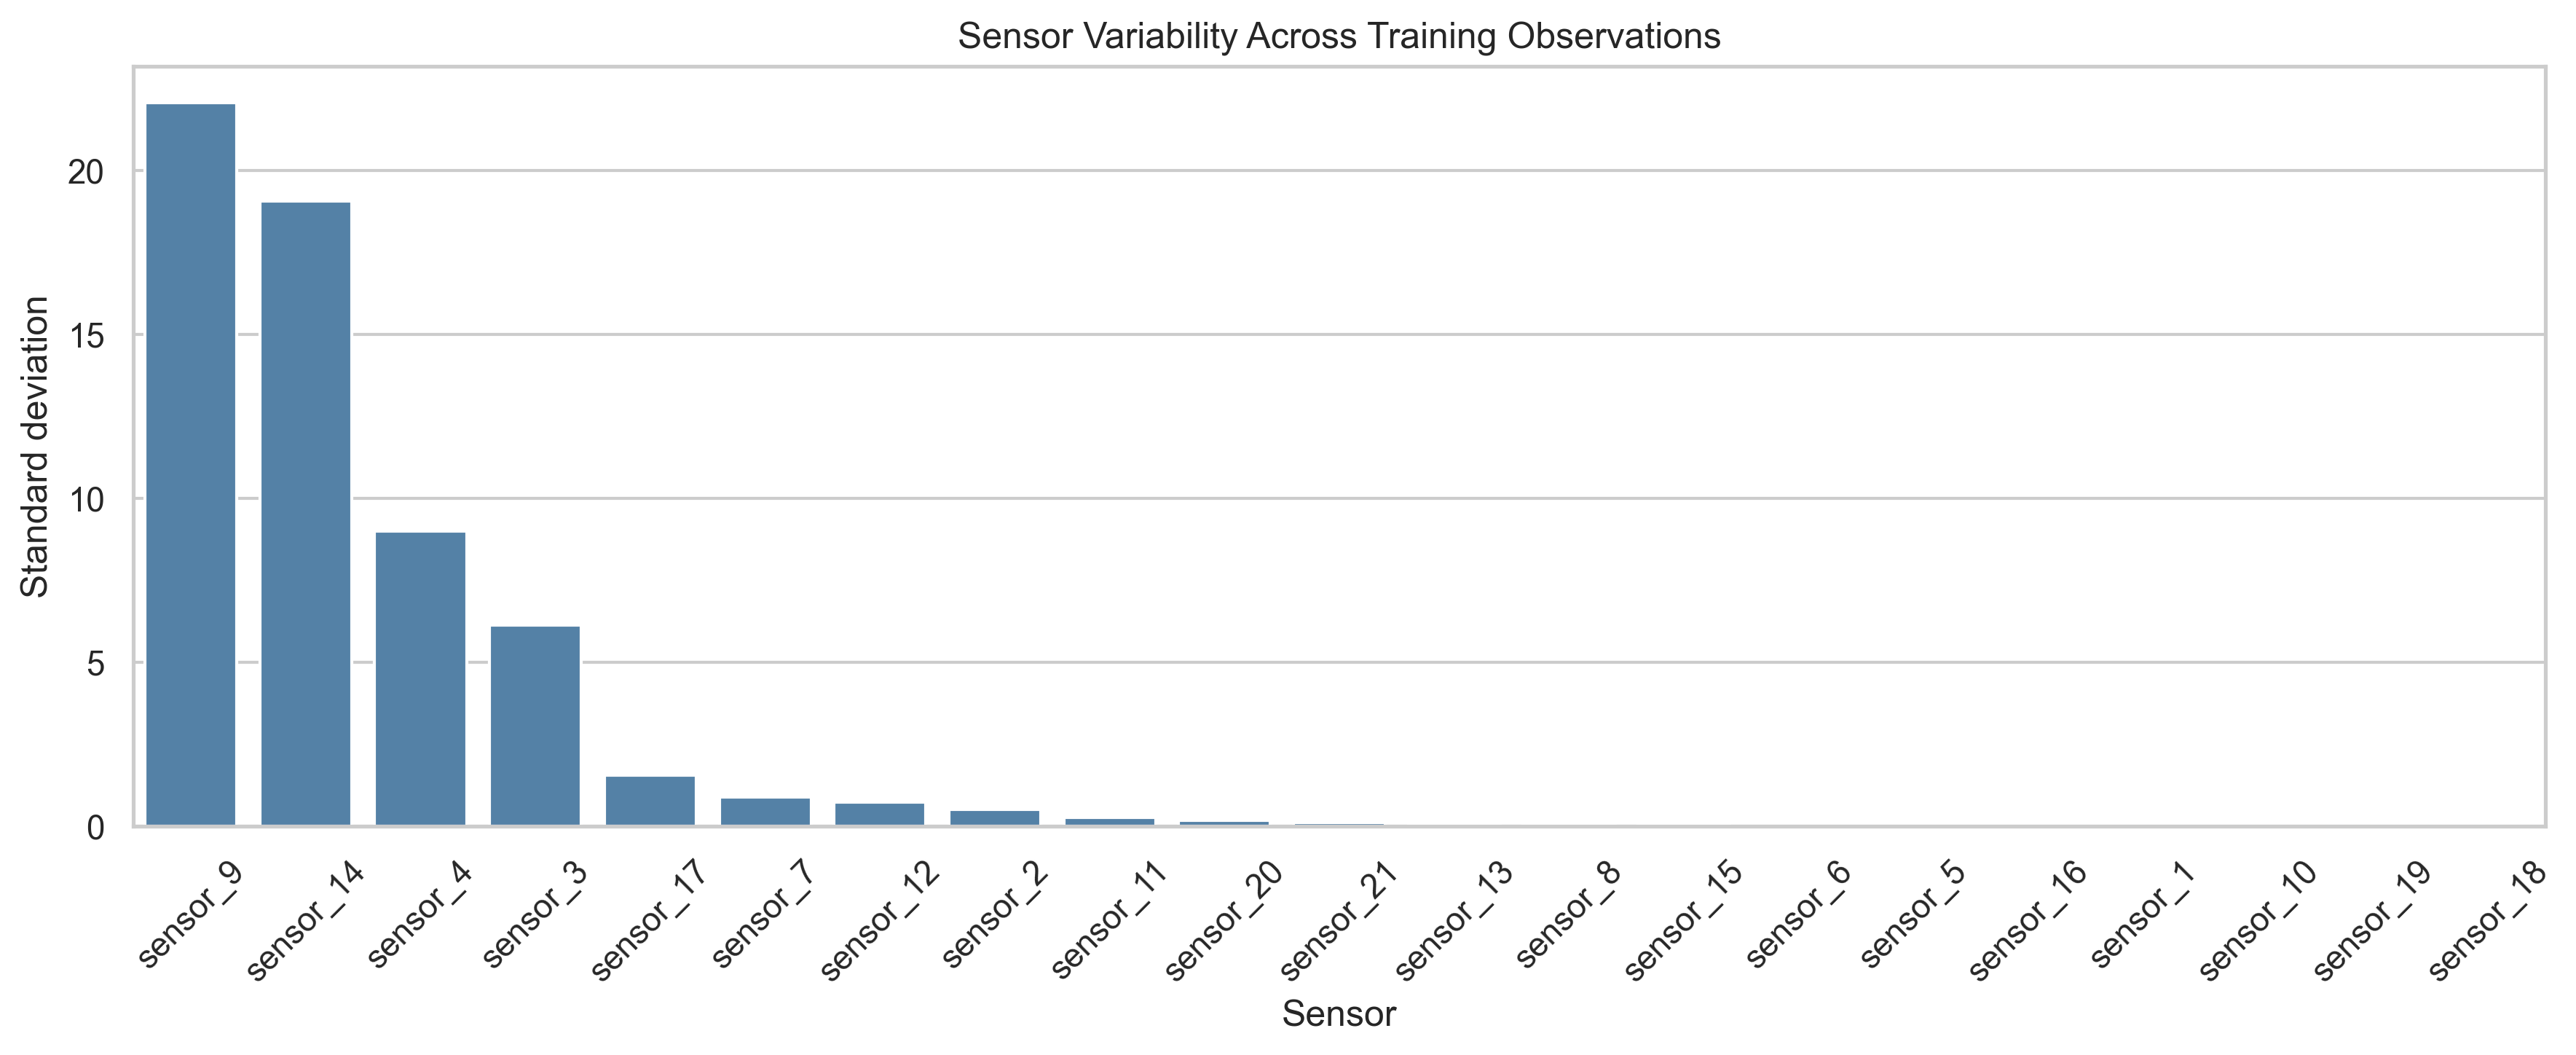 Sensor Variability Across Training Observations
Standard deviation
20
15
10
5
0
sensor_9
sensor_14
sensor_4
sensor_3
sensor_17
sensor_7
sensor_12
sensor_2
sensor_11
sensor_20
sensor_21
sensor_13
sensor_8
sensor_15
sensor_6
sensor_5
sensor_16
sensor_1
sensor_10
sensor_19
sensor_18
Sensor